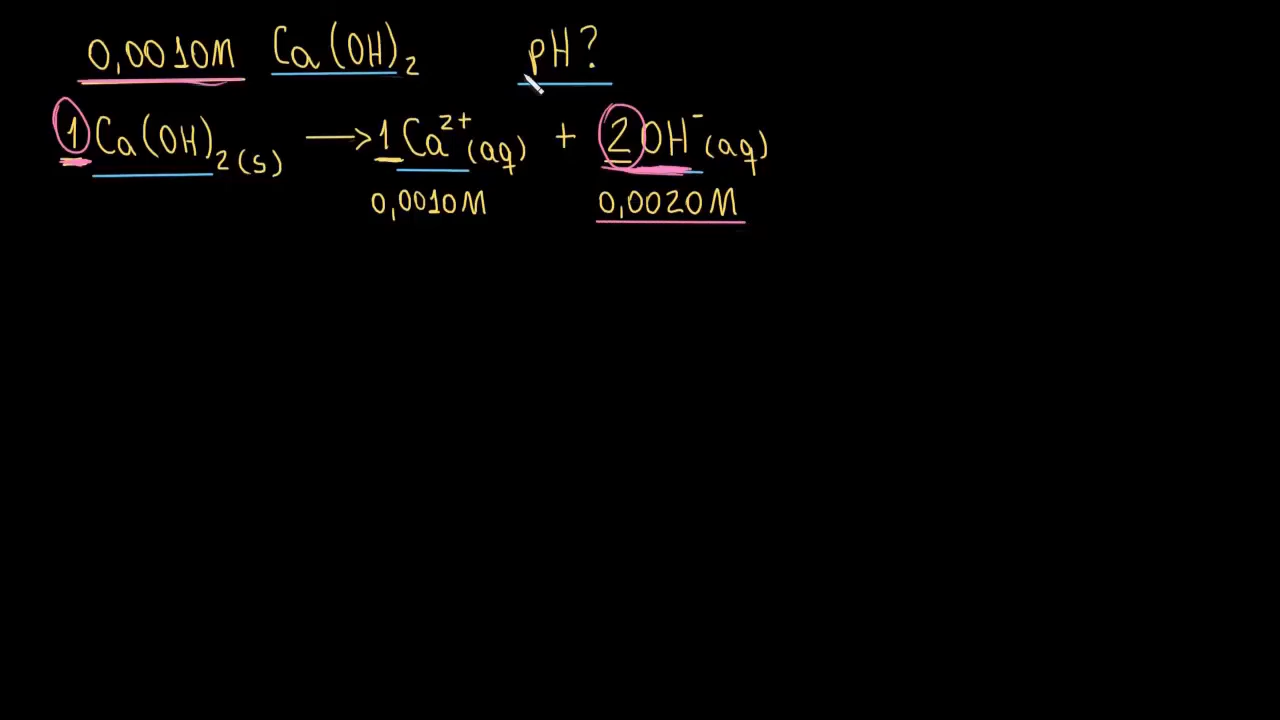 0,0010M Ca(OH)₂ pH?
1Ca(OH)₂(s) → 1Ca²⁺(aq) + 2OH⁻(aq)
0,0010M 0,0020M